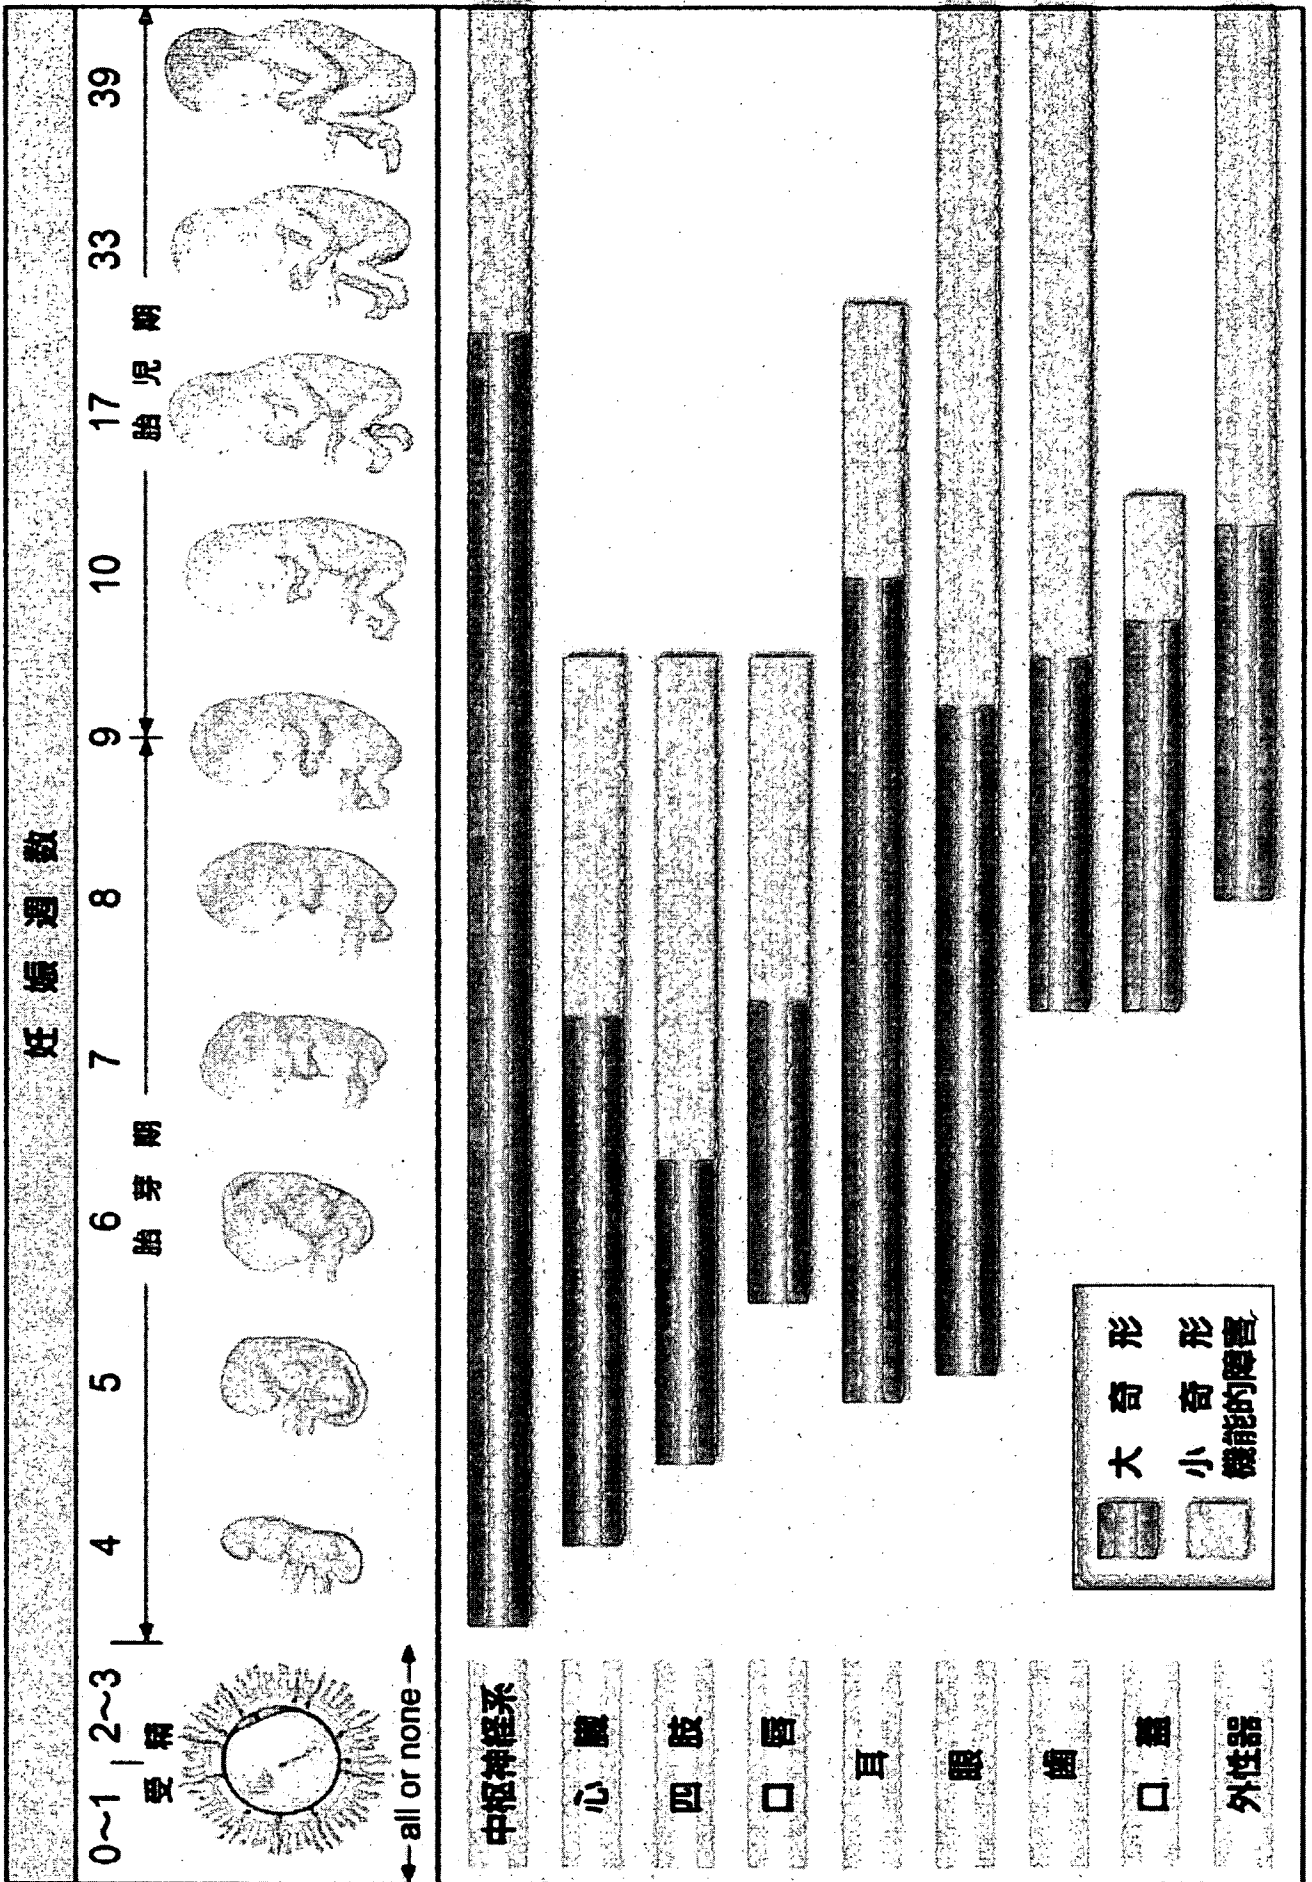 妊娠週数
0~1 2~3 4 5 6 7 8 9 10 17 33 39
受精 胎芽期 胎児期
all or none
中枢神経系
心臓
四肢
口唇
耳
眼
歯
口蓋
外性器
大奇形
小奇形
機能的障害